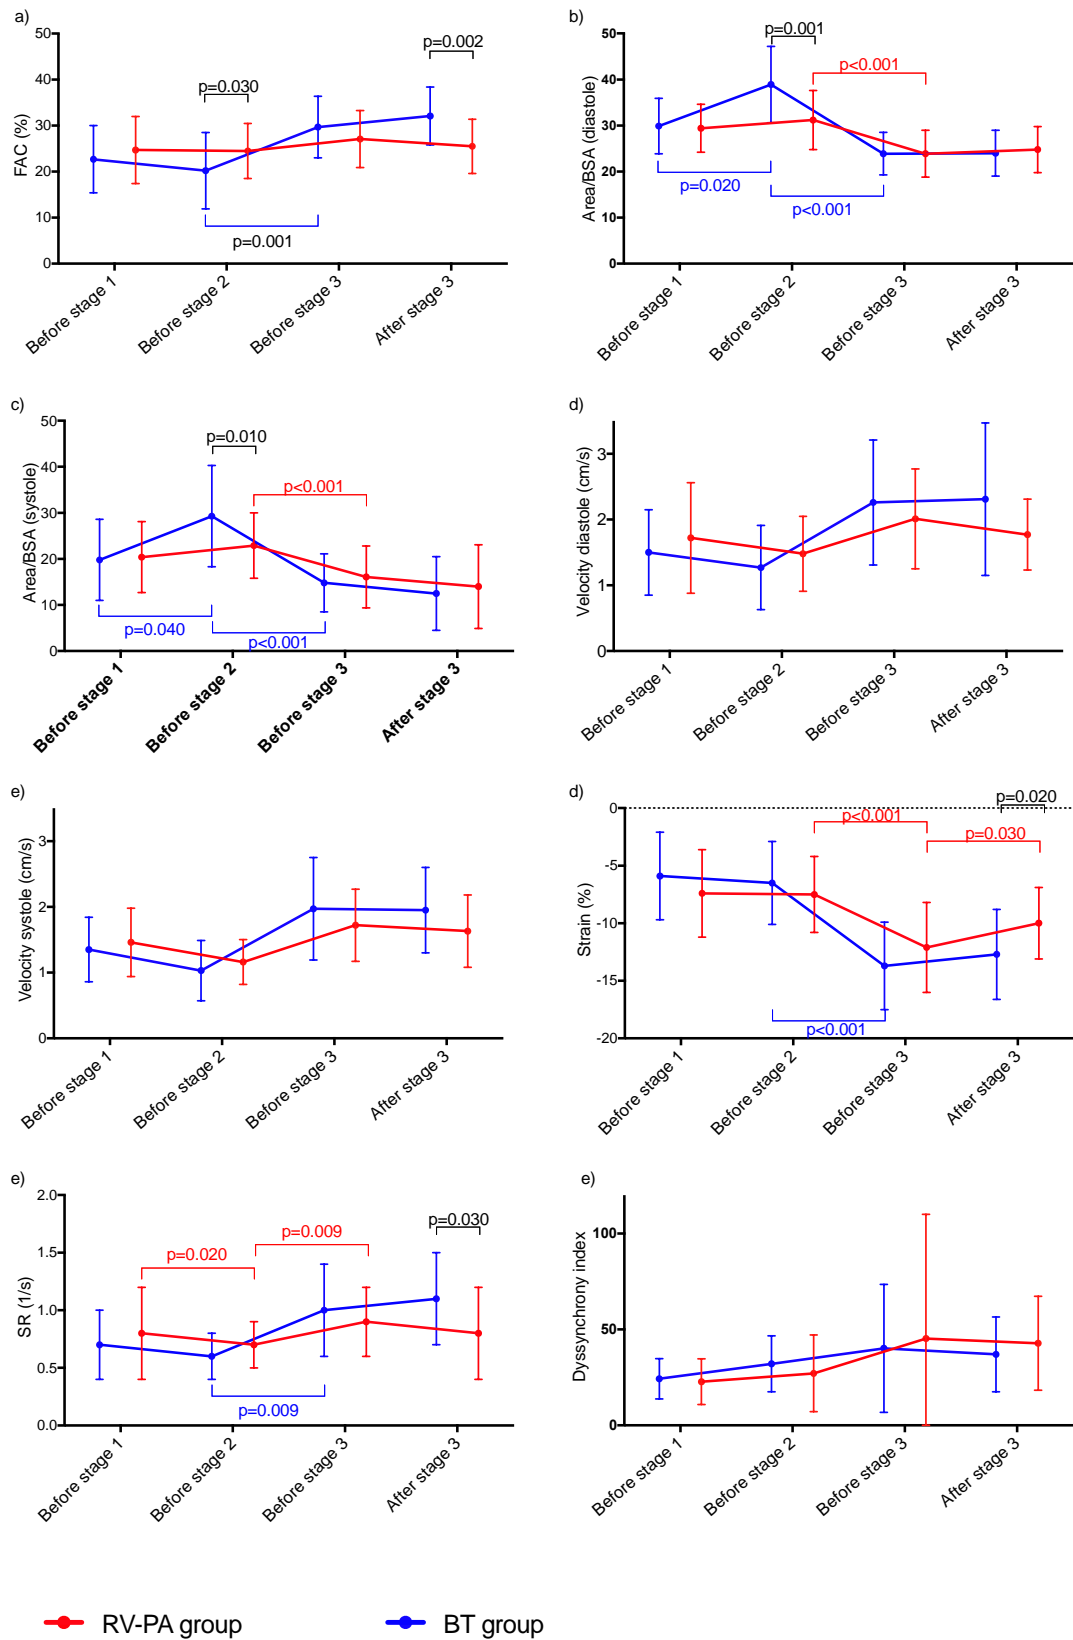 a)
50
40
30
20
10
0
FAC (%)
p=0.030
p=0.002
p=0.001
Before stage 1
Before stage 2
Before stage 3
After stage 3
b)
50
40
30
20
10
0
Area/BSA (diastole)
p=0.001
p<0.001
p=0.020
p<0.001
Before stage 1
Before stage 2
Before stage 3
After stage 3
c)
50
40
30
20
10
0
Area/BSA (systole)
p=0.010
p<0.001
p=0.040
p<0.001
Before stage 1
Before stage 2
Before stage 3
After stage 3
d)
3
2
1
0
Velocity diastole (cm/s)
Before stage 1
Before stage 2
Before stage 3
After stage 3
e)
3
2
1
0
Velocity systole (cm/s)
Before stage 1
Before stage 2
Before stage 3
After stage 3
d)
0
-5
-10
-15
-20
Strain (%)
p=0.020
p<0.001
p=0.030
p<0.001
Before stage 1
Before stage 2
Before stage 3
After stage 3
e)
2.0
1.5
1.0
0.5
0.0
SR (1/s)
p=0.020
p=0.009
p=0.030
p=0.009
Before stage 1
Before stage 2
Before stage 3
After stage 3
e)
100
50
0
Dyssynchrony index
Before stage 1
Before stage 2
Before stage 3
After stage 3
RV-PA group
BT group